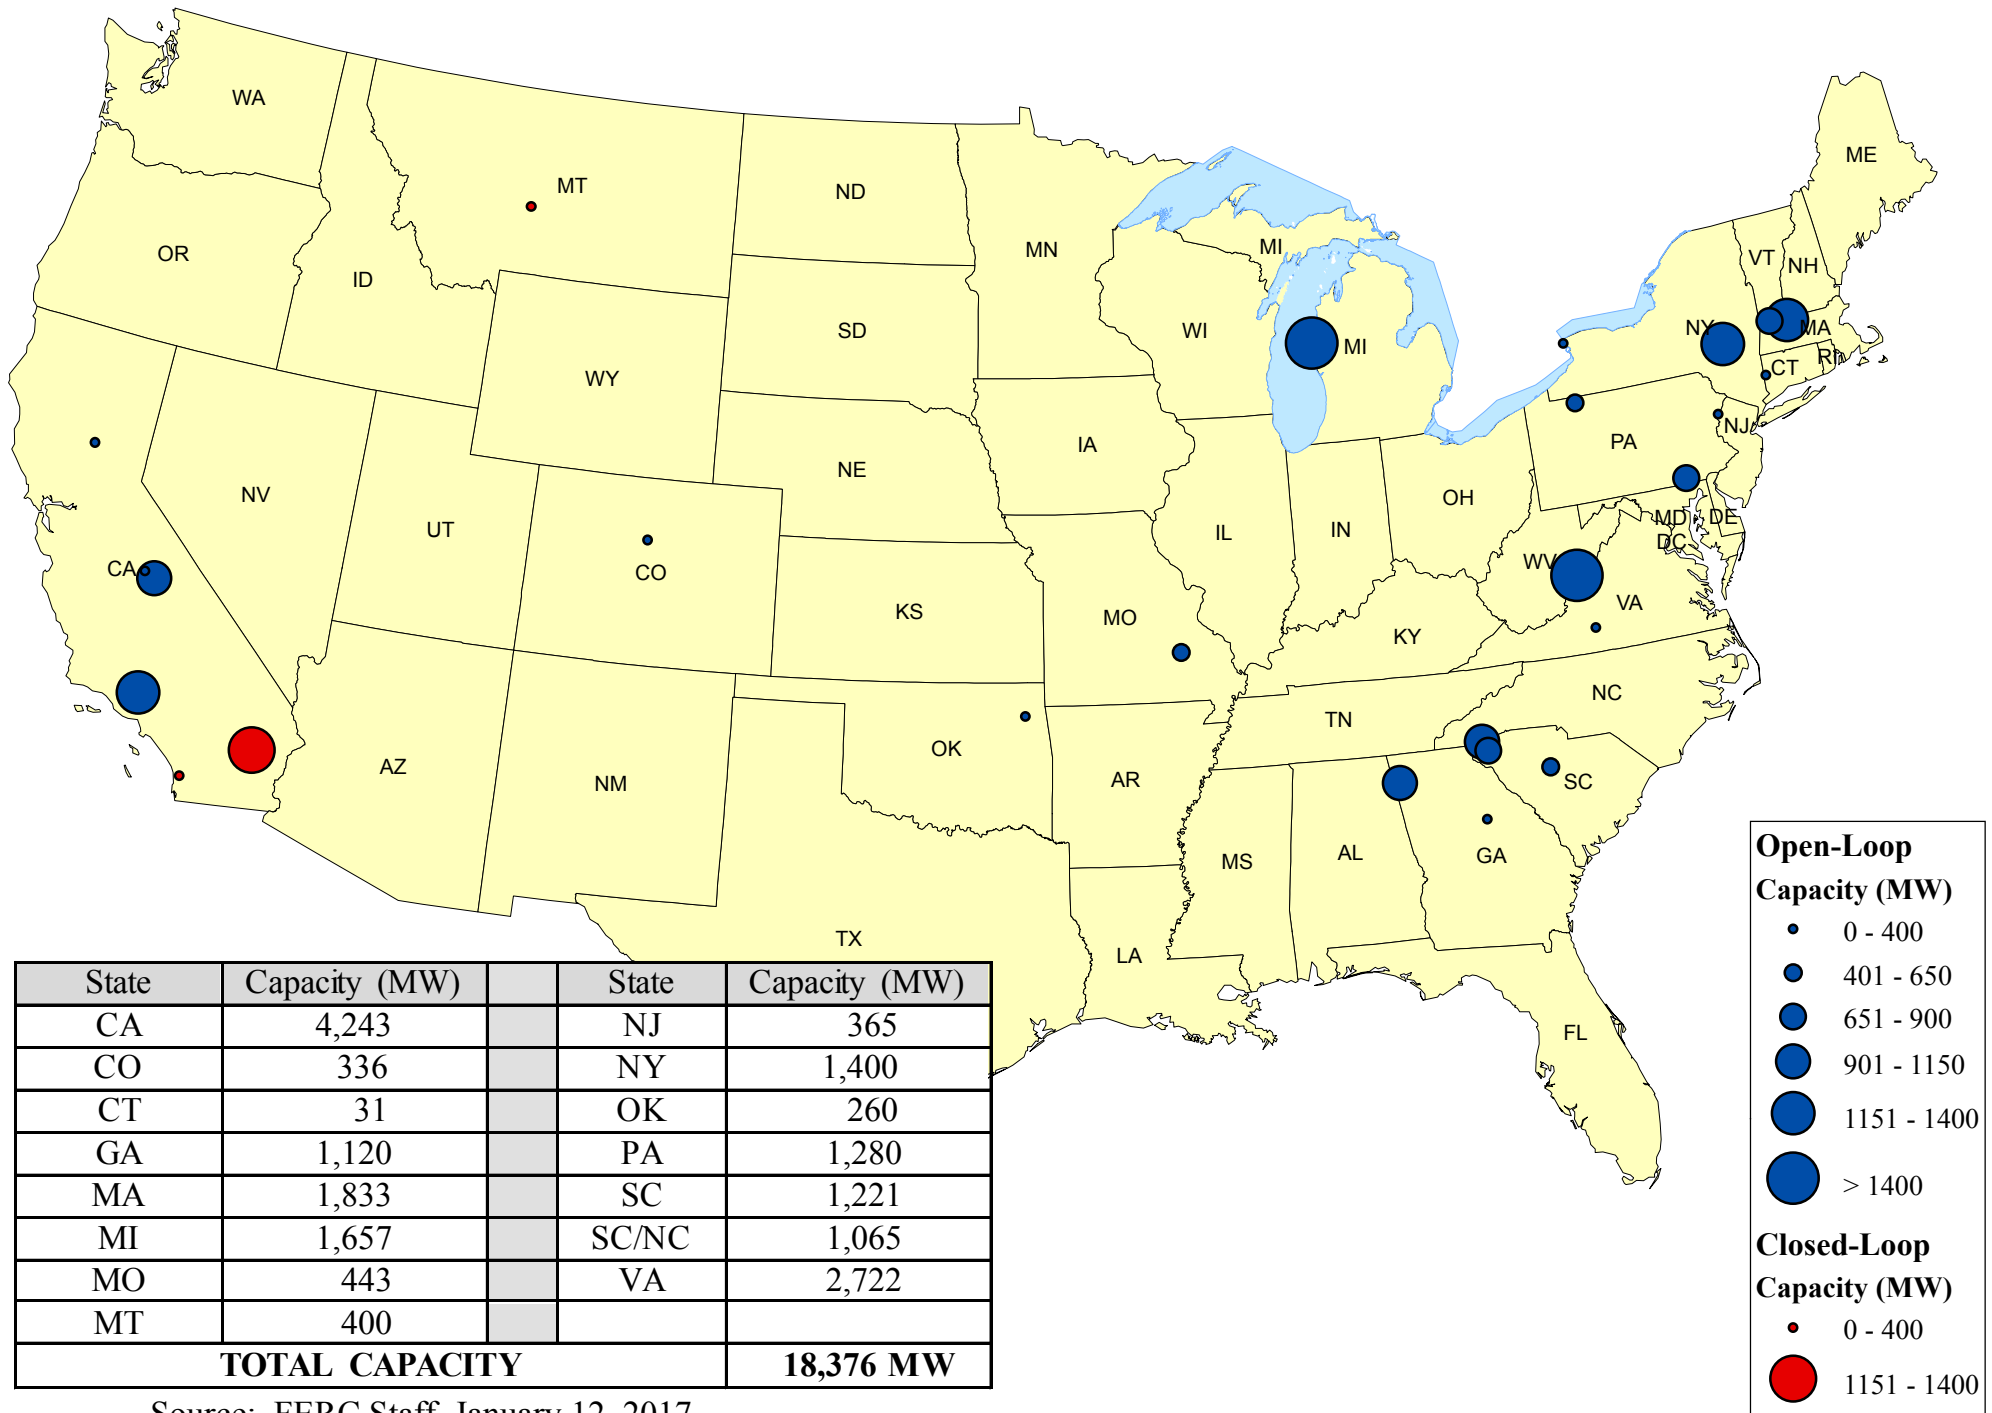 WA
MT
ND
MN
ME
OR
ID
SD
WI
MI
MI
VT
NH
NY
MA
CT
RI
WY
IA
NE
PA
NJ
NV
UT
CO
CA
KS
MO
IL
IN
OH
WV
MD
DE
DC
VA
KY
NC
TN
SC
AZ
NM
OK
AR
MS
AL
GA
TX
LA
FL
State Capacity (MW) State Capacity (MW)
CA 4,243 NJ 365
CO 336 NY 1,400
CT 31 OK 260
GA 1,120 PA 1,280
MA 1,833 SC 1,221
MI 1,657 SC/NC 1,065
MO 443 VA 2,722
MT 400
TOTAL CAPACITY 18,376 MW
Source: FERC Staff, January 12, 2017
Open-Loop
Capacity (MW)
0 - 400
401 - 650
651 - 900
901 - 1150
1151 - 1400
> 1400
Closed-Loop
Capacity (MW)
0 - 400
1151 - 1400